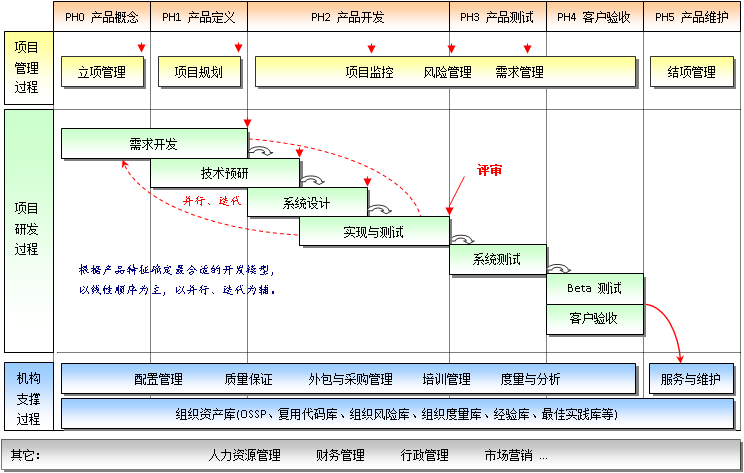 PH0 产品概念 PH1 产品定义 PH2 产品开发 PH3 产品测试 PH4 客户验收 PH5 产品维护
项目
管理
过程
立项管理 项目规划 项目监控 风险管理 需求管理 结项管理
项目
研发
过程
需求开发
技术预研
评审
并行、迭代
系统设计
实现与测试
系统测试
根据产品特征确定最合适的开发模型，
以线性顺序为主，以并行、迭代为辅。
Beta 测试
客户验收
机构
支撑
过程
配置管理 质量保证 外包与采购管理 培训管理 度量与分析 服务与维护
组织资产库(OSSP、复用代码库、组织风险库、组织度量库、经验库、最佳实践库等)
其它： 人力资源管理 财务管理 行政管理 市场营销 …